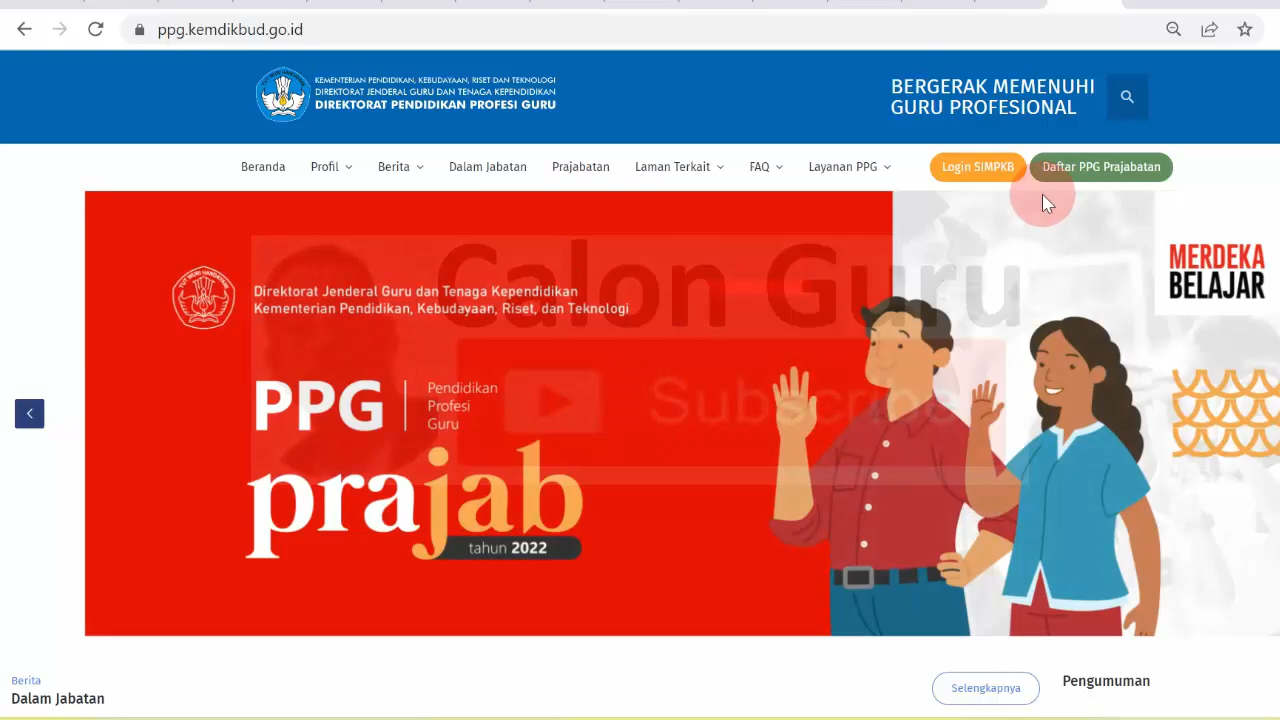 ppg.kemdikbud.go.id
KEMENTERIAN PENDIDIKAN, KEBUDAYAAN, RISET DAN TEKNOLOGI
DIREKTORAT JENDERAL GURU DAN TENAGA KEPENDIDIKAN
DIREKTORAT PENDIDIKAN PROFESI GURU
BERGERAK MEMENUHI
GURU PROFESIONAL
Beranda Profil Berita Dalam Jabatan Prajabatan Laman Terkait FAQ Layanan PPG Login SIMPKB Daftar PPG Prajabatan
Calon Guru
Direktorat Jenderal Guru dan Tenaga Kependidikan
Kementerian Pendidikan, Kebudayaan, Riset, dan Teknologi
MERDEKA
BELAJAR
PPG
Pendidikan
Profesi
Guru
Subscribe
prajab
tahun 2022
Berita
Dalam Jabatan
Selengkapnya
Pengumuman